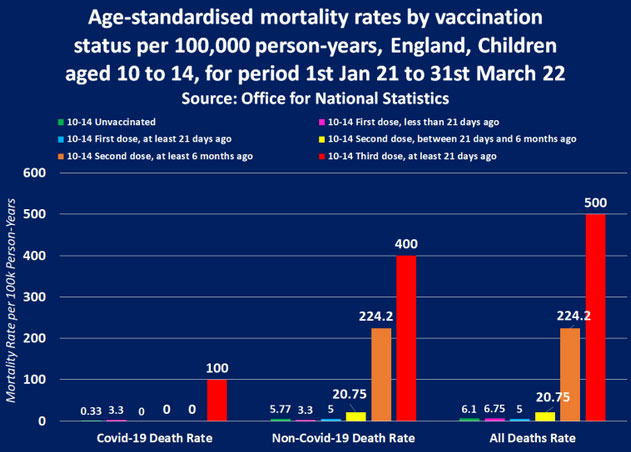 Age-standardised mortality rates by vaccination
status per 100,000 person-years, England, Children
aged 10 to 14, for period 1st Jan 21 to 31st March 22
Source: Office for National Statistics
10-14 Unvaccinated
10-14 First dose, less than 21 days ago
10-14 First dose, at least 21 days ago
10-14 Second dose, between 21 days and 6 months ago
10-14 Second dose, at least 6 months ago
10-14 Third dose, at least 21 days ago
Mortality Rate per 100k Person-Years
600
500
400
300
200
100
0
0.33
3.3
0
0
0
100
5.77
3.3
5
20.75
224.2
400
6.1
6.75
5
20.75
224.2
500
Covid-19 Death Rate
Non-Covid-19 Death Rate
All Deaths Rate